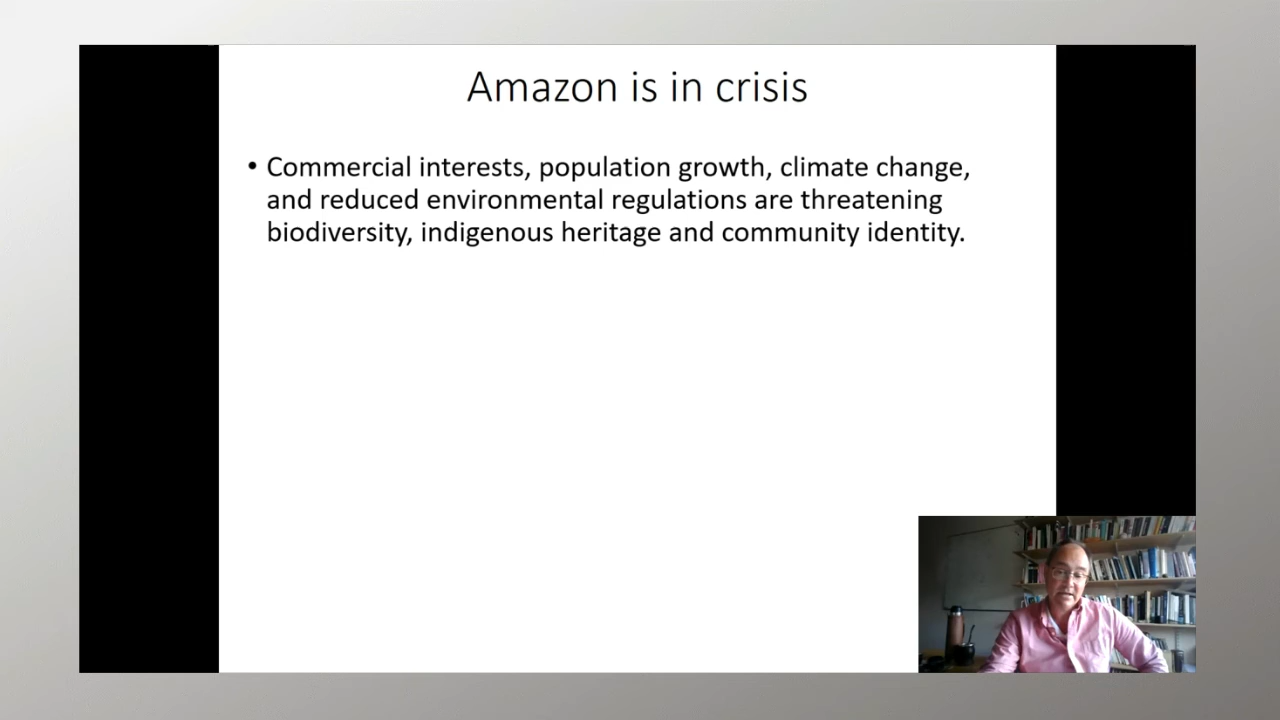 Amazon is in crisis
• Commercial interests, population growth, climate change,
and reduced environmental regulations are threatening
biodiversity, indigenous heritage and community identity.